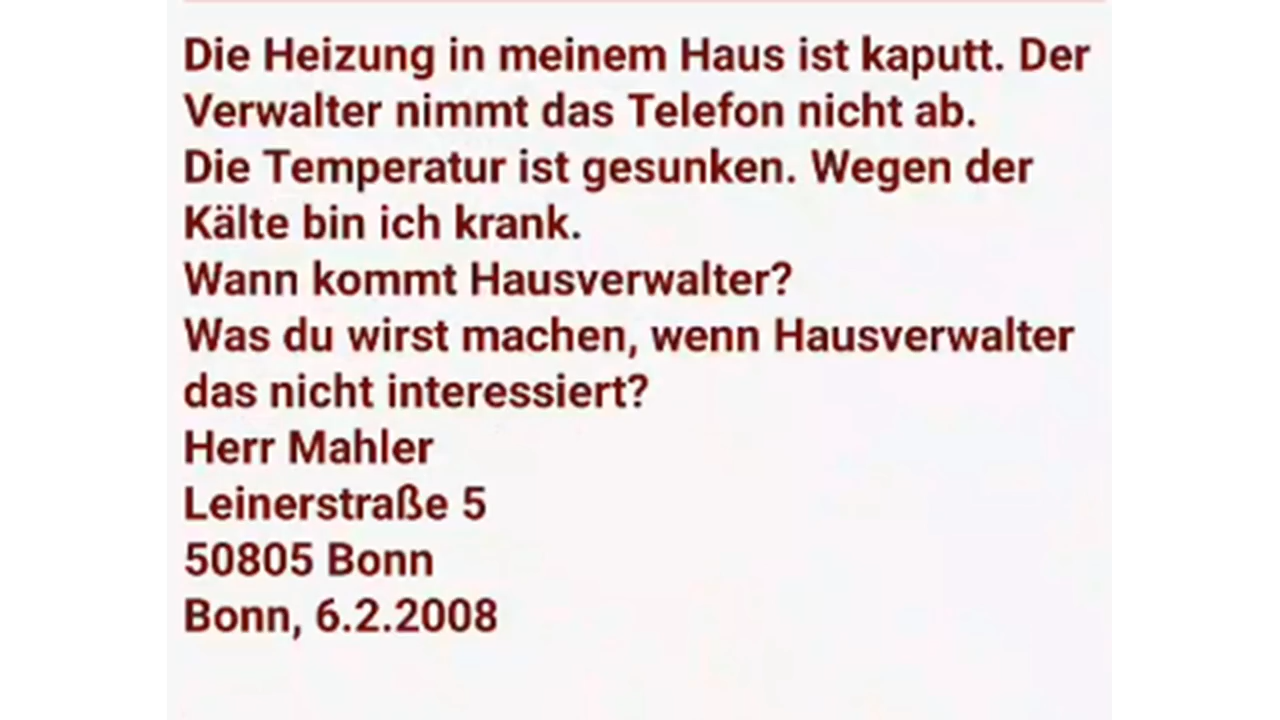 Die Heizung in meinem Haus ist kaputt. Der
Verwalter nimmt das Telefon nicht ab.
Die Temperatur ist gesunken. Wegen der
Kälte bin ich krank.
Wann kommt Hausverwalter?
Was du wirst machen, wenn Hausverwalter
das nicht interessiert?
Herr Mahler
Leinerstraße 5
50805 Bonn
Bonn, 6.2.2008